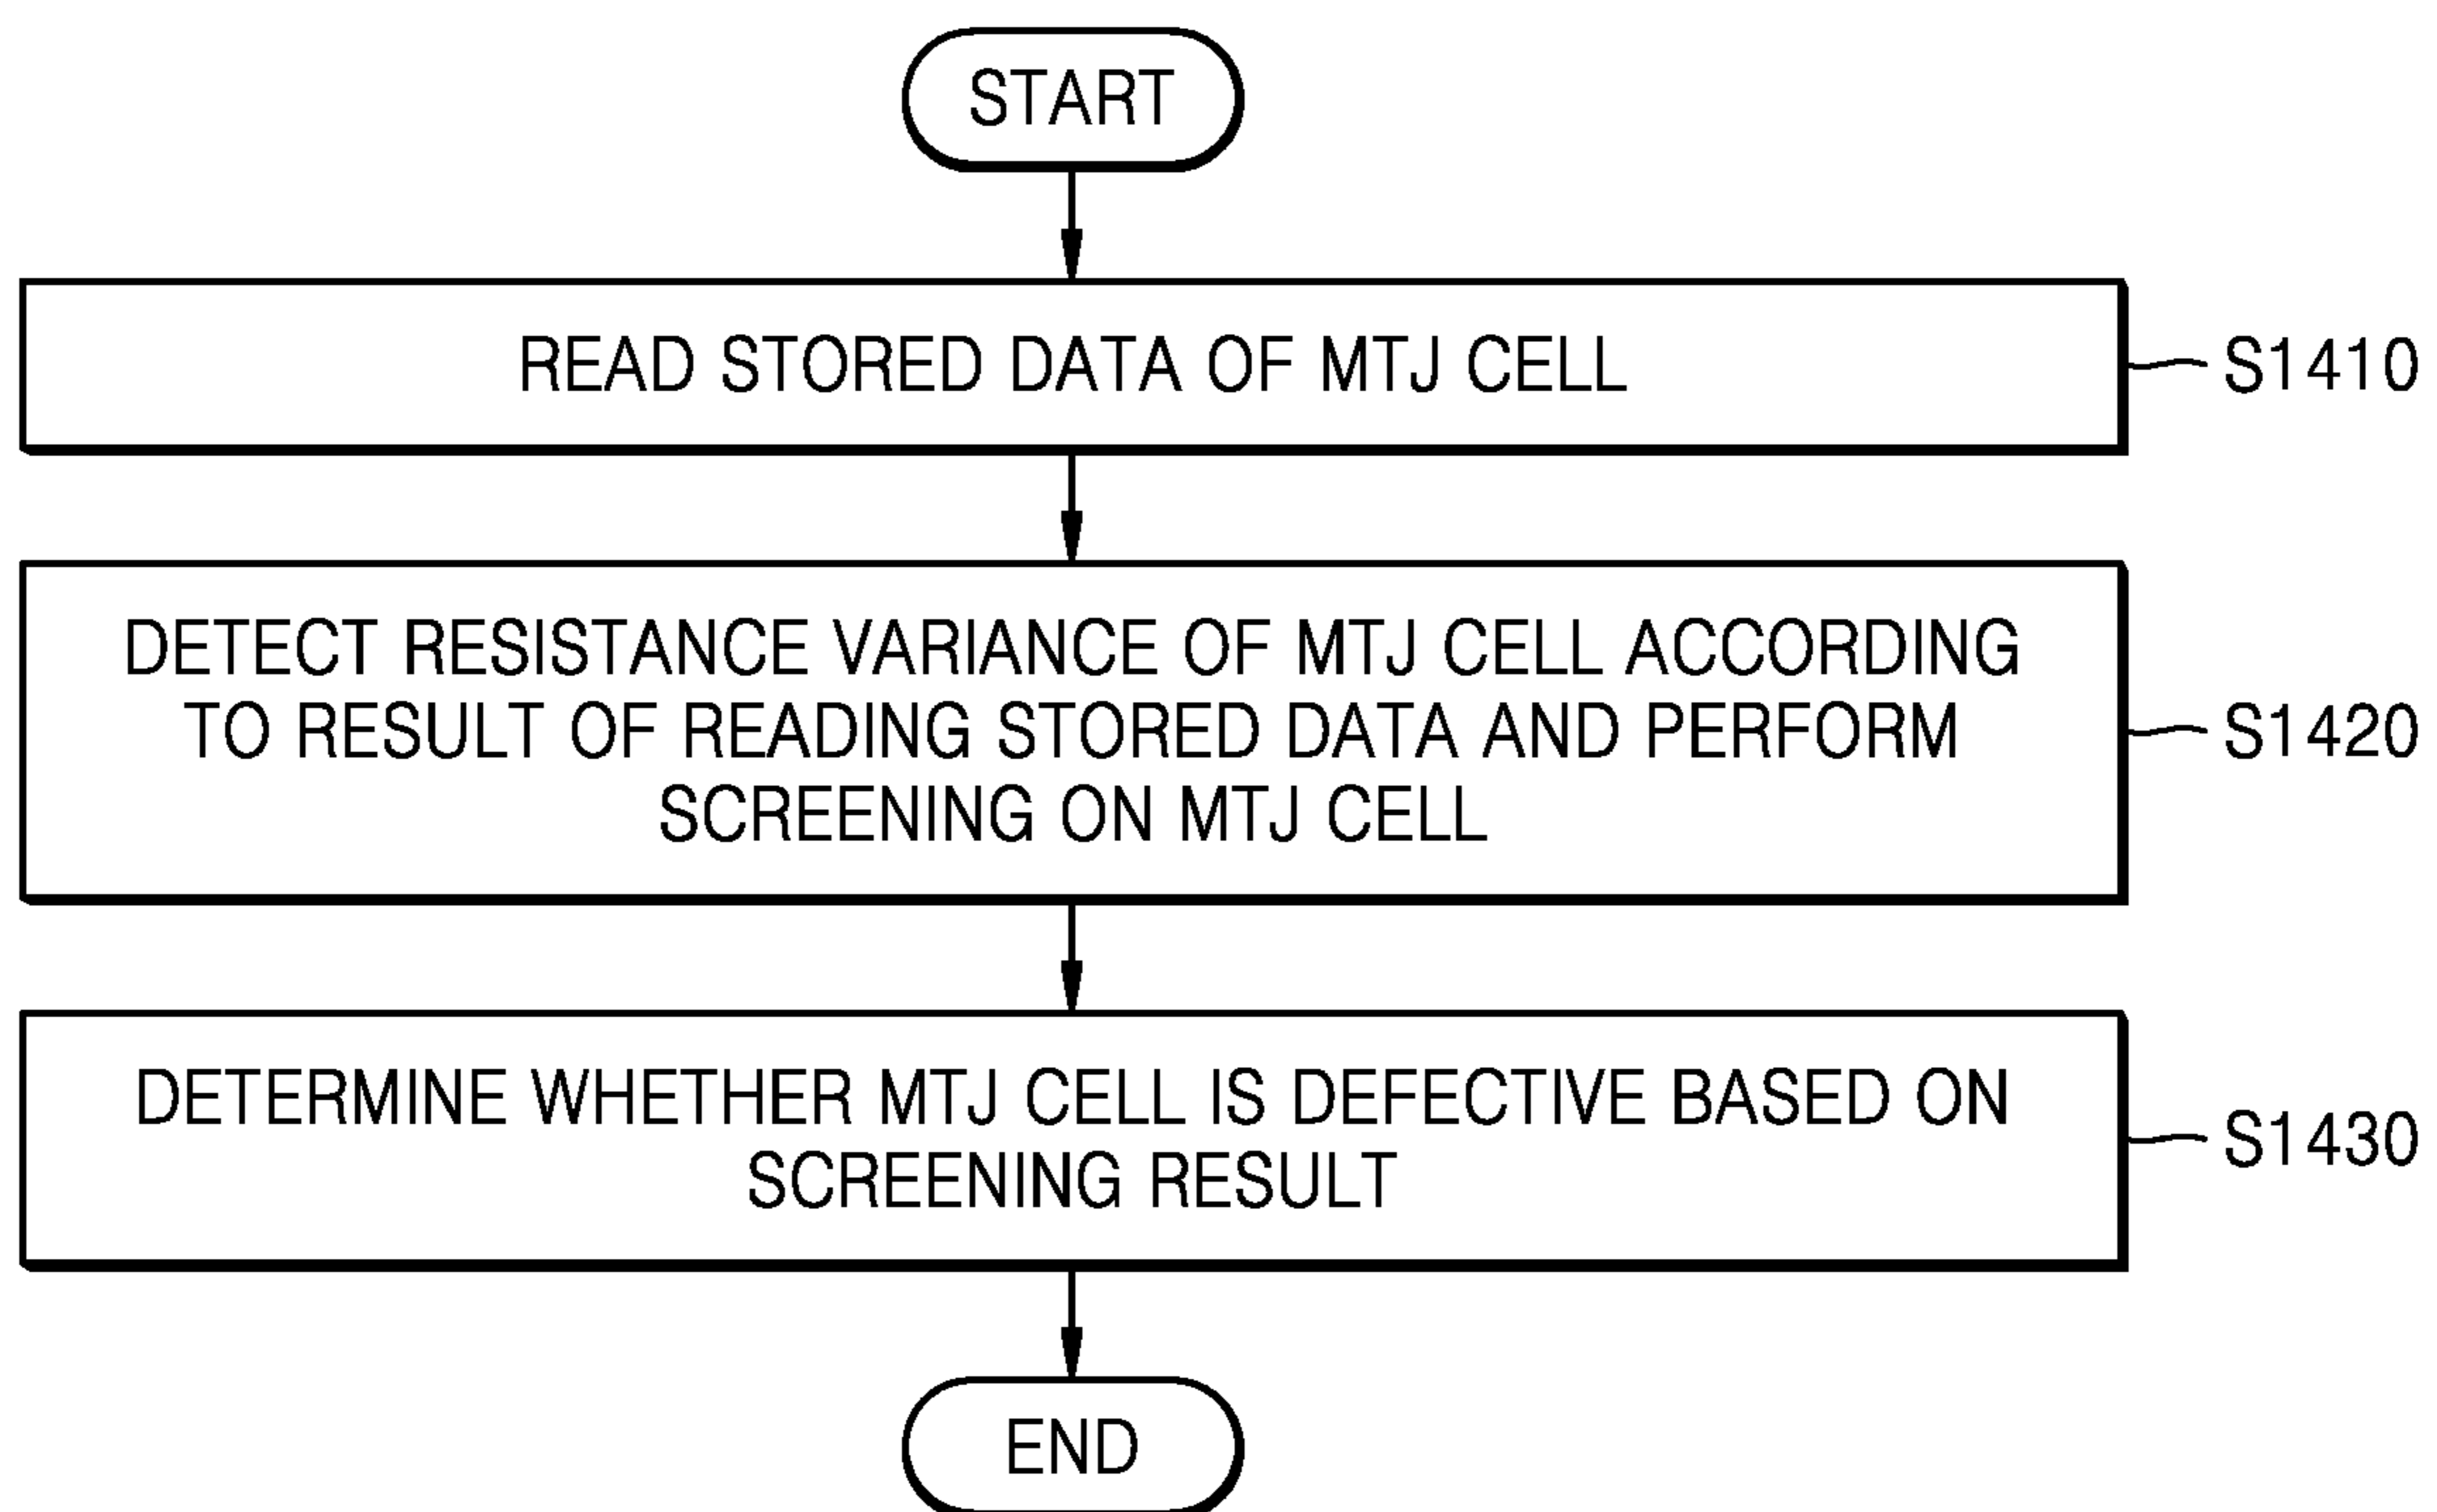 START
READ STORED DATA OF MTJ CELL
S1410
DETECT RESISTANCE VARIANCE OF MTJ CELL ACCORDING
TO RESULT OF READING STORED DATA AND PERFORM
SCREENING ON MTJ CELL
S1420
DETERMINE WHETHER MTJ CELL IS DEFECTIVE BASED ON
SCREENING RESULT
S1430
END